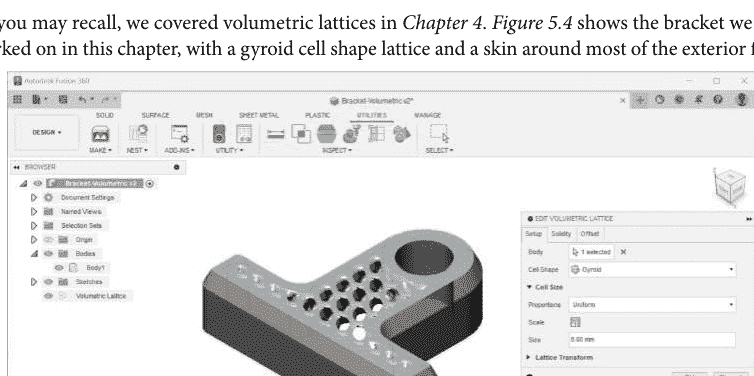 you may recall, we covered volumetric lattices in Chapter 4. Figure 5.4 shows the bracket we
rked on in this chapter, with a gyroid cell shape lattice and a skin around most of the exterior f
Autodesk Fusion 360
Bracket-Volumetric v2*
SOLID SURFACE MESH SHEET METAL PLASTIC UTILITIES MANAGE
DESIGN
MAKE NEST ADD-INS UTILITY INSPECT SELECT
BROWSER
Bracket-Volumetric v2
Document Settings
Named Views
Selection Sets
Origin
Bodies
Body1
Sketches
Volumetric Lattice
EDIT VOLUMETRIC LATTICE
Setup Solidity Offset
Body 1 selected
Cell Shape Gyroid
Cell Size
Proportions Uniform
Scale
Size
Lattice Transform